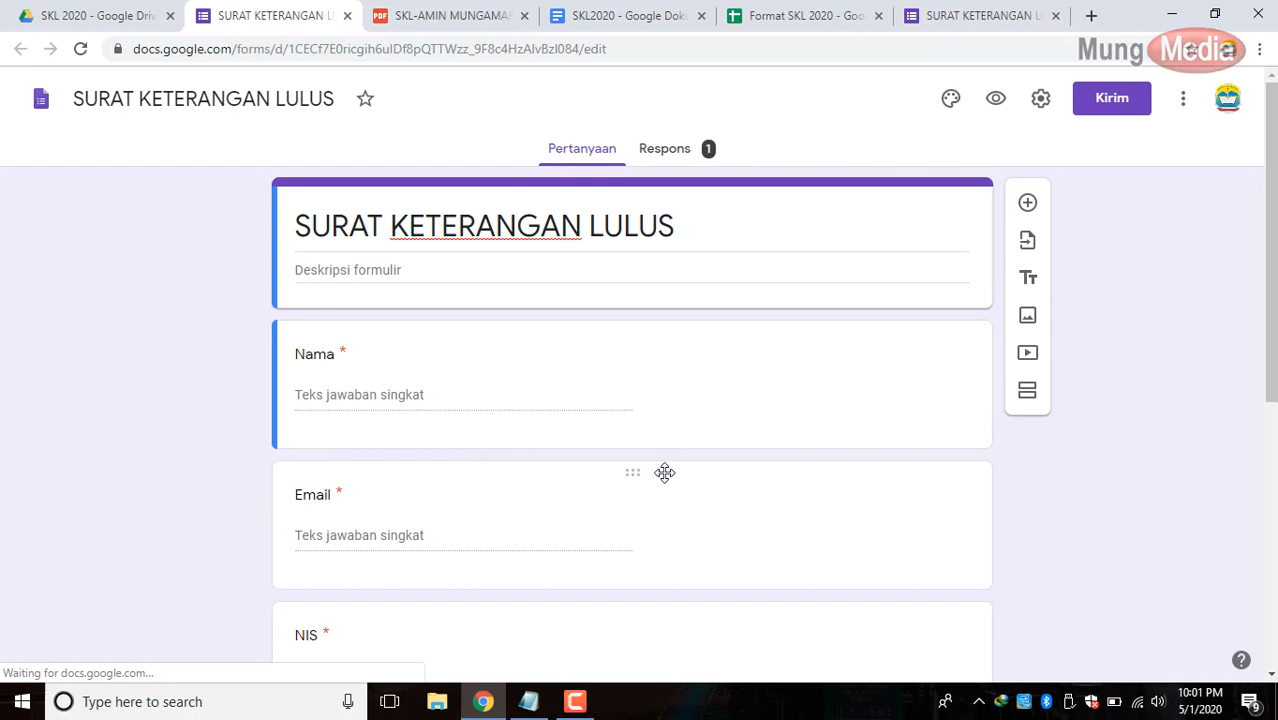 SKL 2020 - Google Driv
SURAT KETERANGAN L
SKL-AMIN MUNGAMAR
SKL2020 - Google Doku
Format SKL 2020 - Goo
SURAT KETERANGAN L
docs.google.com/forms/d/1CECf7E0ricgih6ulDf8pQTTWzz_9F8c4HzAlvBzl084/edit
Mung Media
SURAT KETERANGAN LULUS
Kirim
Pertanyaan
Respons 1
SURAT KETERANGAN LULUS
Deskripsi formulir
Nama *
Teks jawaban singkat
Email *
Teks jawaban singkat
NIS *
Waiting for docs.google.com...
Type here to search
10:01 PM
5/1/2020
9